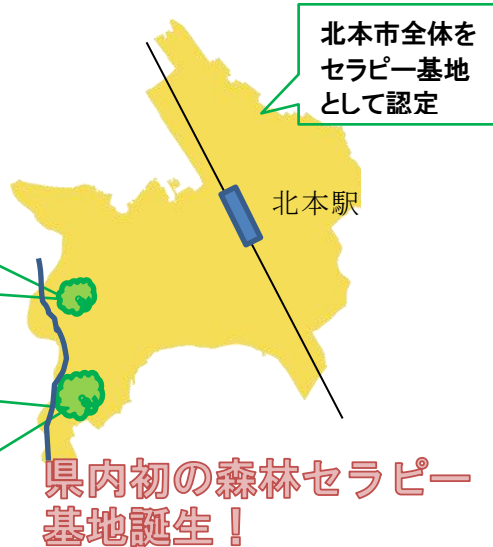 北本市全体を
セラピー基地
として認定
北本駅
県内初の森林セラピー
基地誕生！